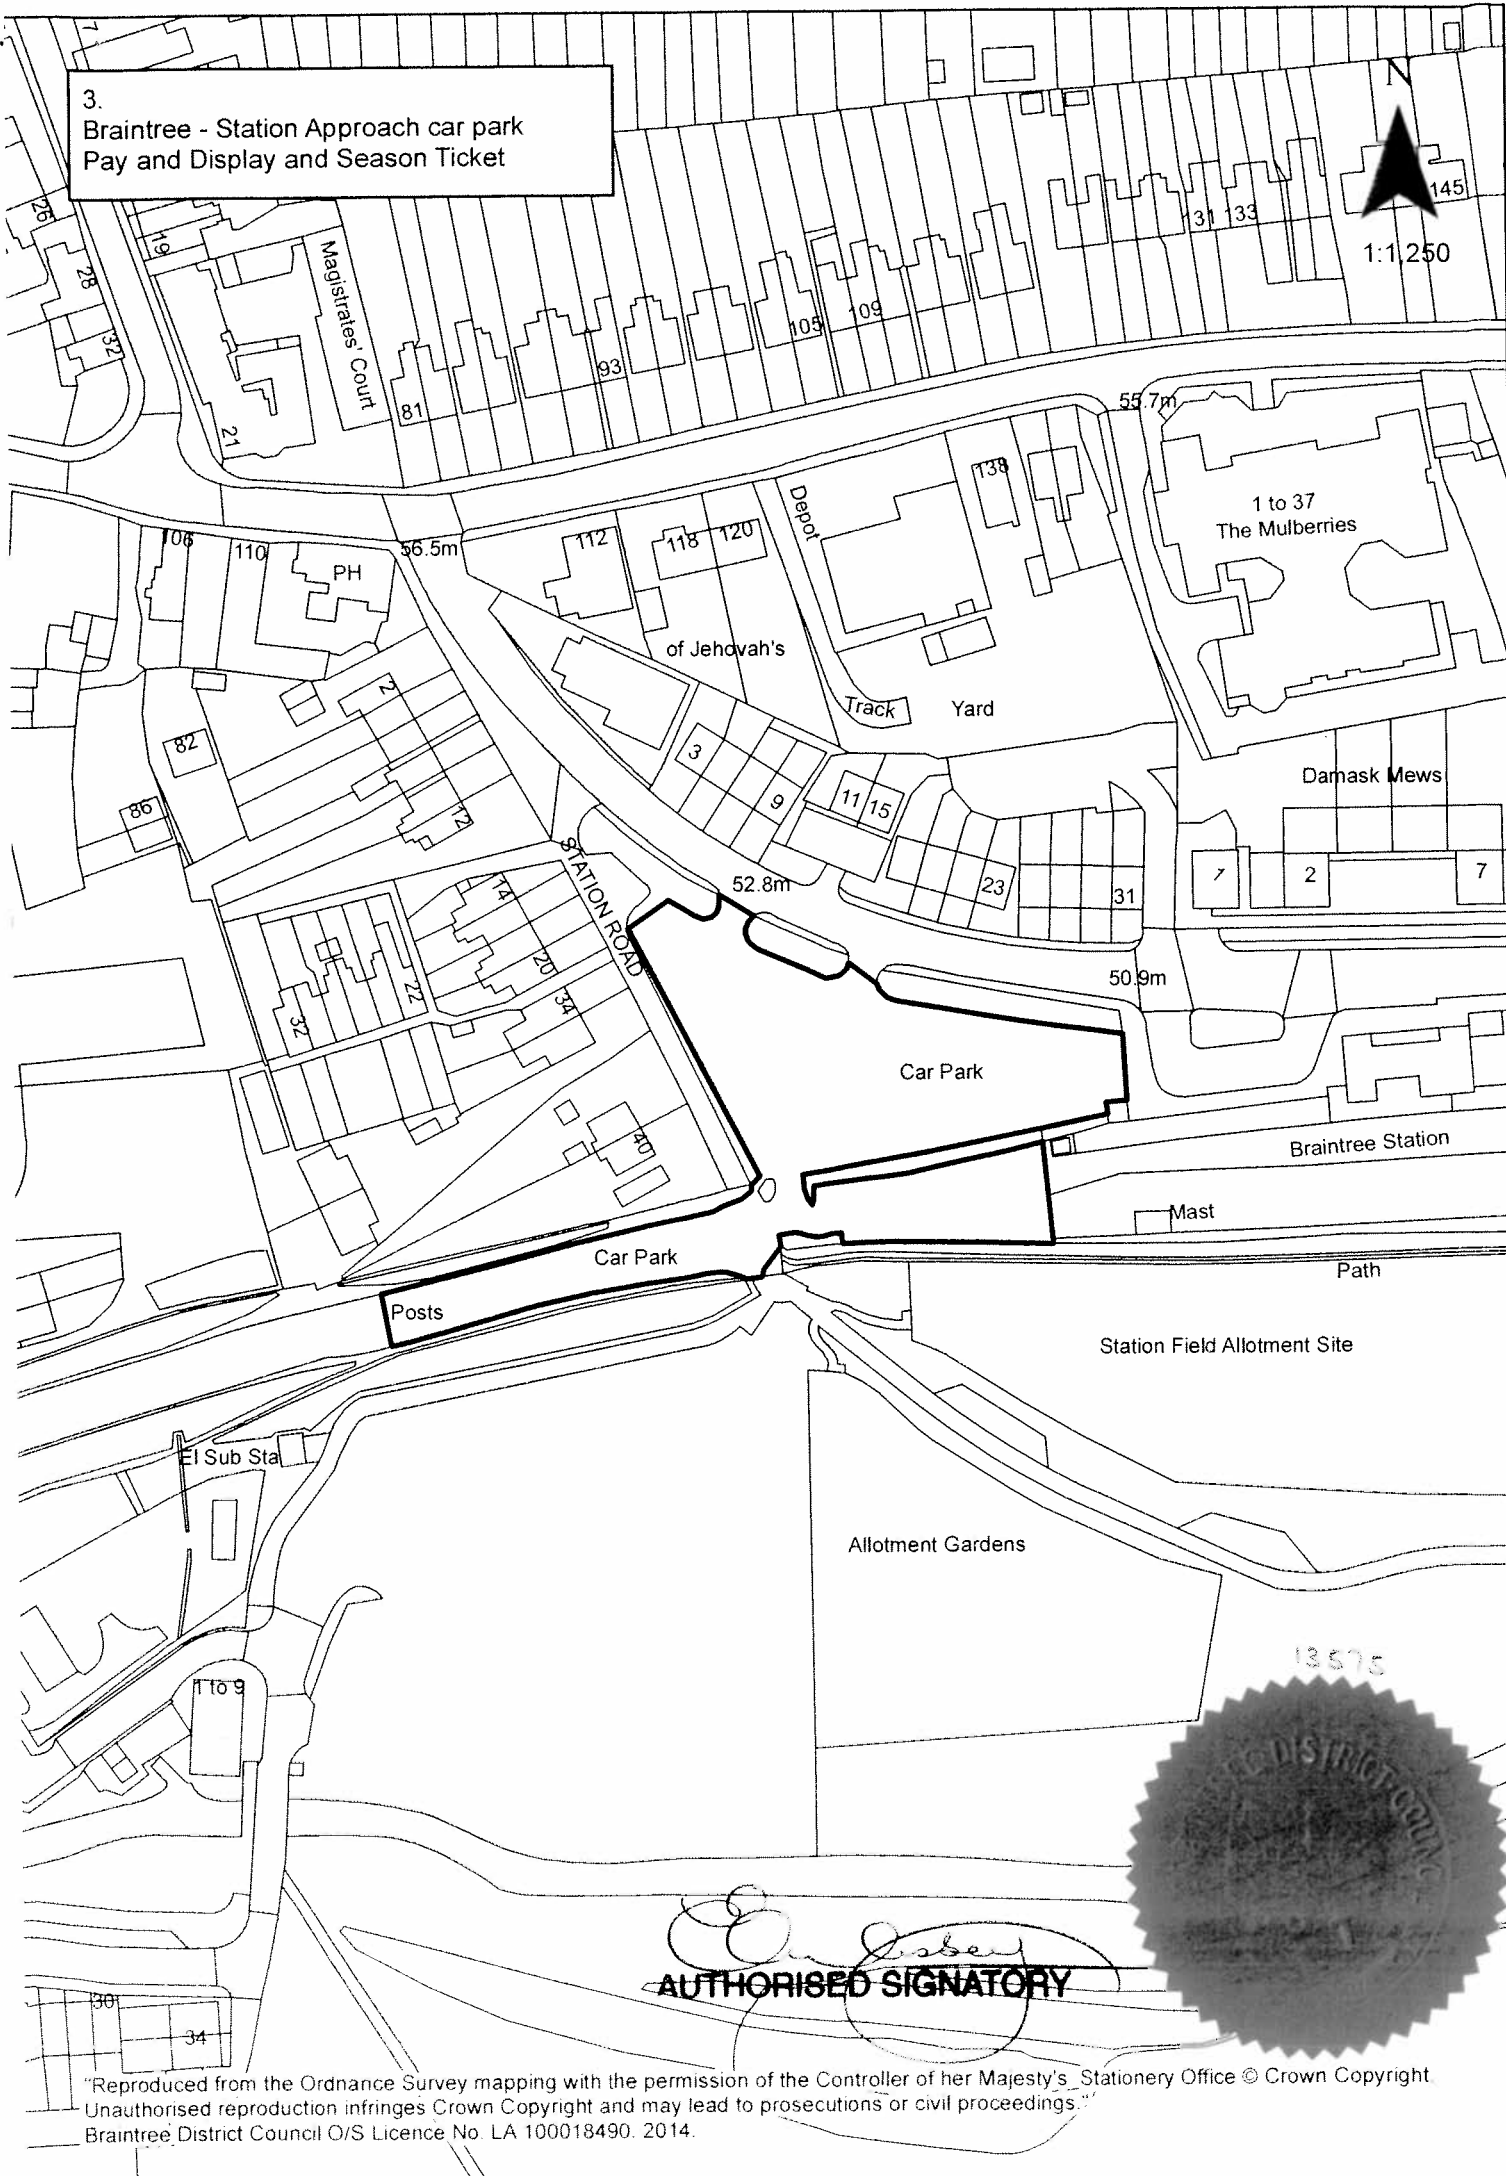 3.
Braintree - Station Approach car park
Pay and Display and Season Ticket
N
1:1,250
7
26
28
32
19
21
Magistrates' Court
81
93
105
109
131
133
145
55.7m
56.5m
106
110
PH
112
118
120
Depot
138
1 to 37
The Mulberries
of Jehovah's
Track
Yard
2
82
86
12
3
9
11
15
23
31
Damask Mews
1
2
7
STATION ROAD
52.8m
50.9m
14
20
22
32
34
40
Car Park
Braintree Station
Mast
Path
Car Park
Posts
Station Field Allotment Site
El Sub Sta
Allotment Gardens
1 to 9
13575
DISTRICT COUNC
AUTHORISED SIGNATORY
30
34
"Reproduced from the Ordnance Survey mapping with the permission of the Controller of her Majesty's Stationery Office © Crown Copyright.
Unauthorised reproduction infringes Crown Copyright and may lead to prosecutions or civil proceedings."
Braintree District Council O/S Licence No. LA 100018490. 2014.